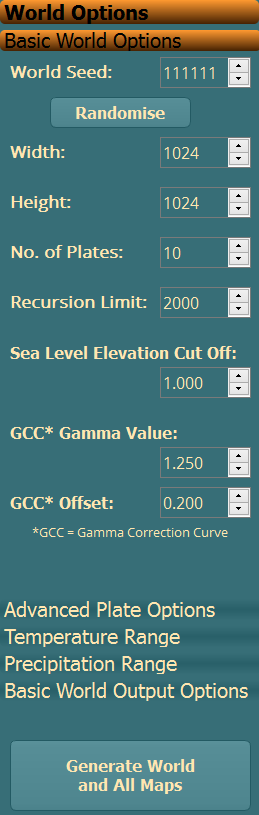 World Options
Basic World Options
World Seed: 111111
Randomise
Width: 1024
Height: 1024
No. of Plates: 10
Recursion Limit: 2000
Sea Level Elevation Cut Off:
1.000
GCC* Gamma Value:
1.250
GCC* Offset: 0.200
*GCC = Gamma Correction Curve
Advanced Plate Options
Temperature Range
Precipitation Range
Basic World Output Options
Generate World
and All Maps